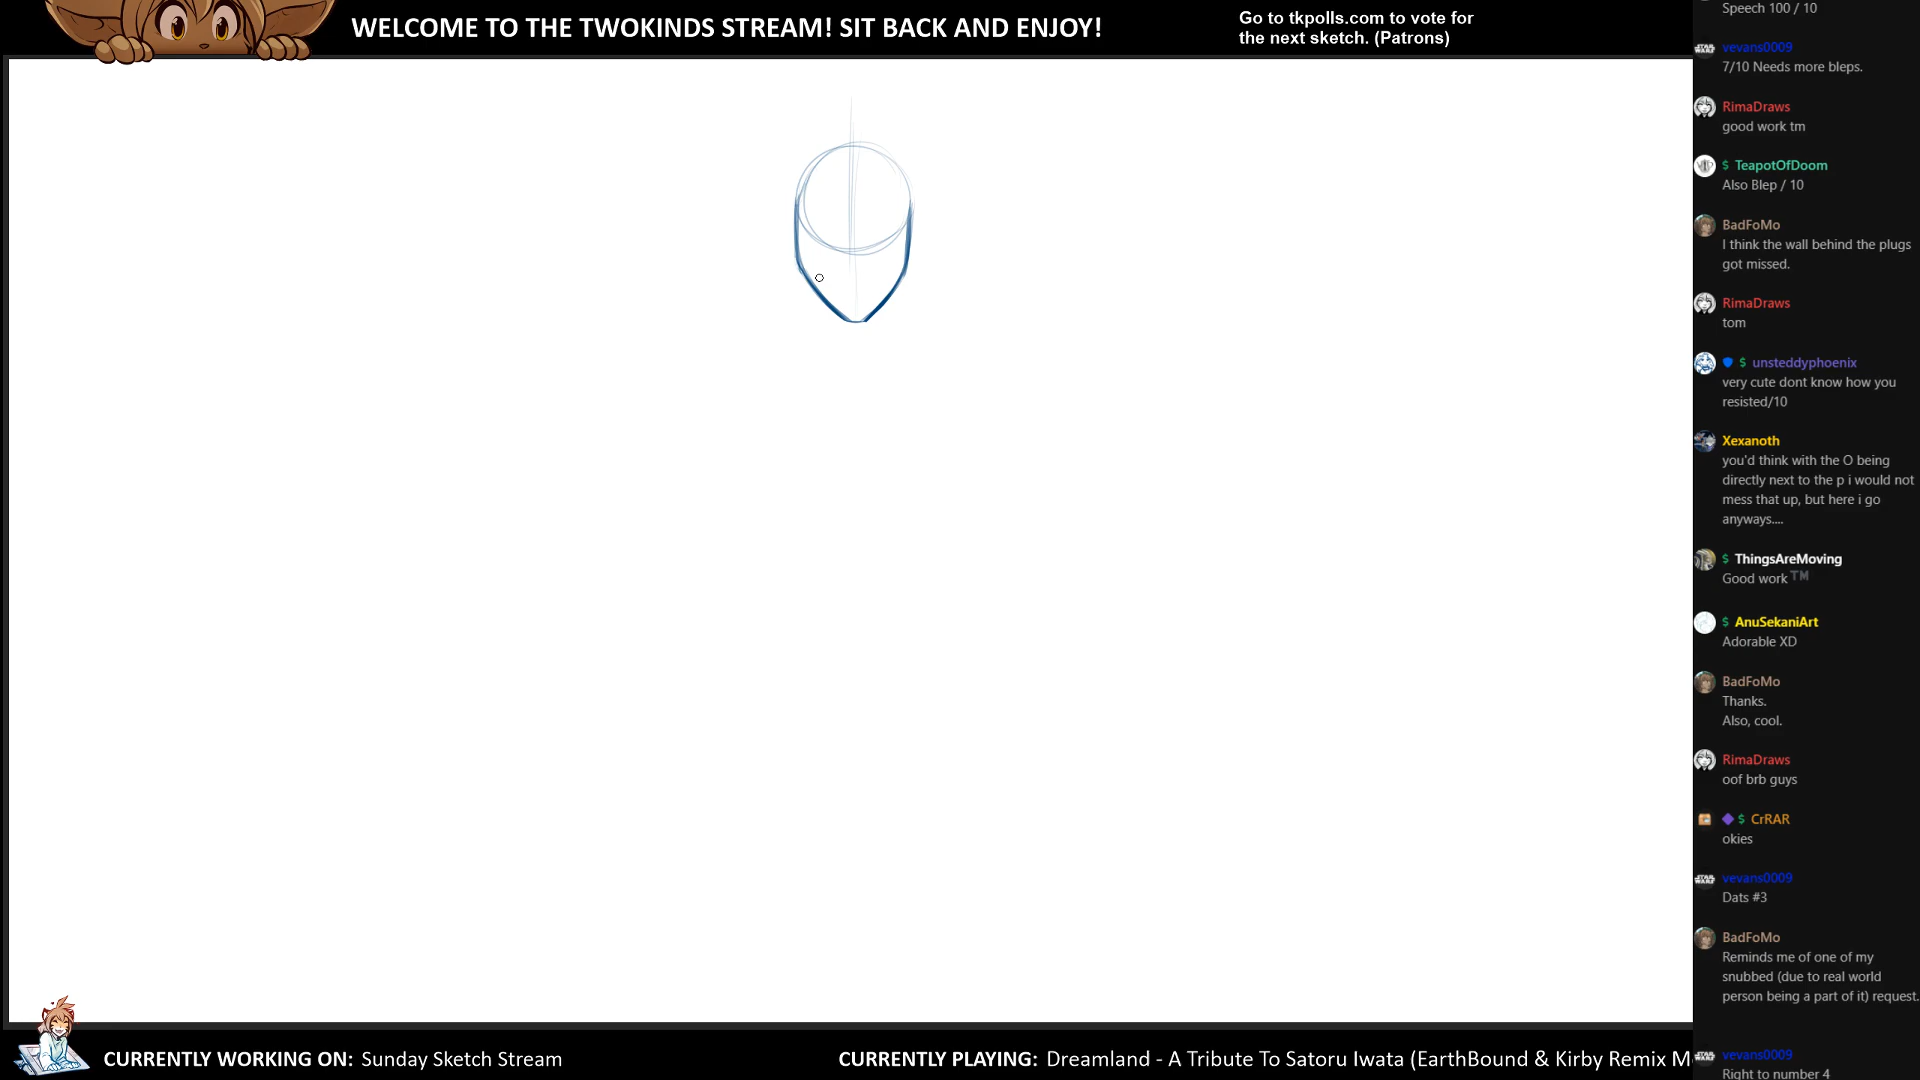 WELCOME TO THE TWOKINDS STREAM! SIT BACK AND ENJOY!
Go to tkpolls.com to vote for
the next sketch. (Patrons)
Speech 100 / 10
vevans0009
7/10 Needs more bleps.
RimaDraws
good work tm
$ TeapotOfDoom
Also Blep / 10
BadFoMo
I think the wall behind the plugs
got missed.
RimaDraws
tom
$ unsteddyphoenix
very cute dont know how you
resisted/10
Xexanoth
you'd think with the O being
directly next to the p i would not
mess that up, but here i go
anyways....
$ ThingsAreMoving
Good work ™
$ AnuSekaniArt
Adorable XD
BadFoMo
Thanks.
Also, cool.
RimaDraws
oof brb guys
$ CrRAR
okies
vevans0009
Dats #3
BadFoMo
Reminds me of one of my
snubbed (due to real world
person being a part of it) request.
vevans0009
Right to number 4
CURRENTLY WORKING ON: Sunday Sketch Stream
CURRENTLY PLAYING: Dreamland - A Tribute To Satoru Iwata (EarthBound & Kirby Remix M